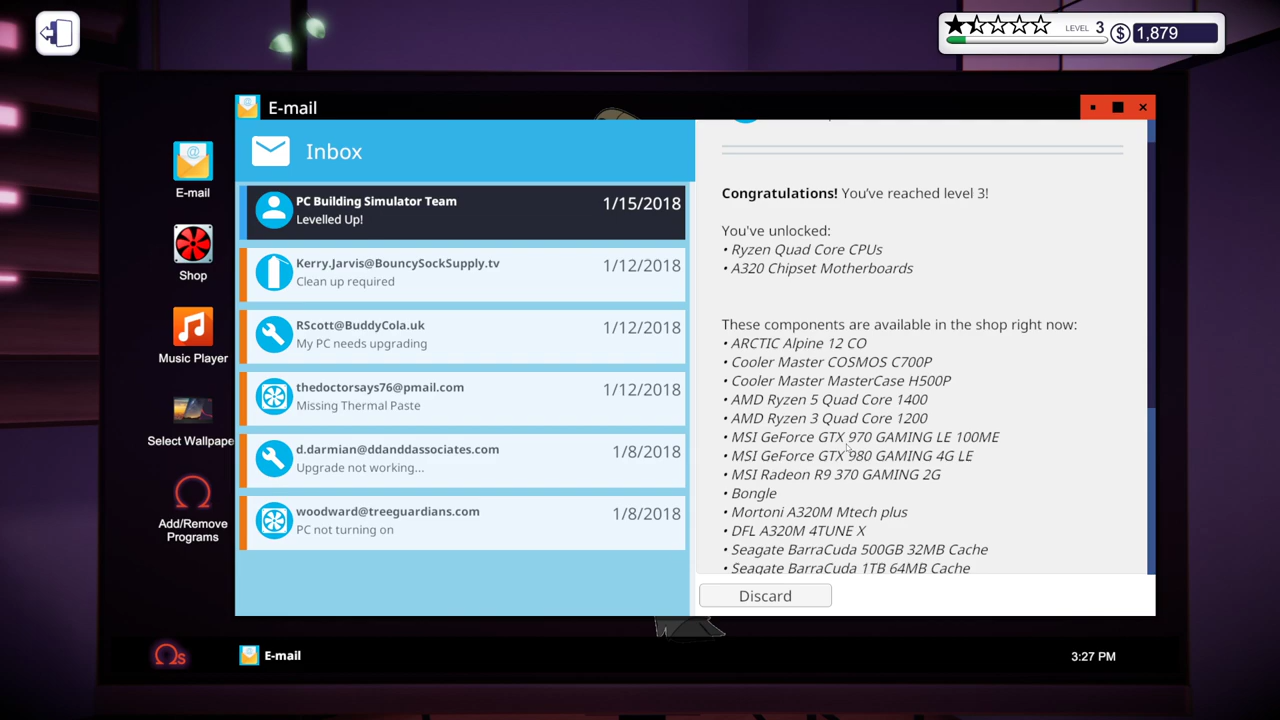 LEVEL 3
$ 1,879
E-mail
Inbox
E-mail
Shop
Music Player
Select Wallpape
Add/Remove
Programs
PC Building Simulator Team 1/15/2018
Levelled Up!
Kerry.Jarvis@BouncySockSupply.tv 1/12/2018
Clean up required
RScott@BuddyCola.uk 1/12/2018
My PC needs upgrading
thedoctorsays76@pmail.com 1/12/2018
Missing Thermal Paste
d.darmian@ddanddassociates.com 1/8/2018
Upgrade not working...
woodward@treeguardians.com 1/8/2018
PC not turning on
Congratulations! You've reached level 3!
You've unlocked:
• Ryzen Quad Core CPUs
• A320 Chipset Motherboards
These components are available in the shop right now:
• ARCTIC Alpine 12 CO
• Cooler Master COSMOS C700P
• Cooler Master MasterCase H500P
• AMD Ryzen 5 Quad Core 1400
• AMD Ryzen 3 Quad Core 1200
• MSI GeForce GTX 970 GAMING LE 100ME
• MSI GeForce GTX 980 GAMING 4G LE
• MSI Radeon R9 370 GAMING 2G
• Bongle
• Mortoni A320M Mtech plus
• DFL A320M 4TUNE X
• Seagate BarraCuda 500GB 32MB Cache
• Seagate BarraCuda 1TB 64MB Cache
Discard
Ωs
E-mail
3:27 PM